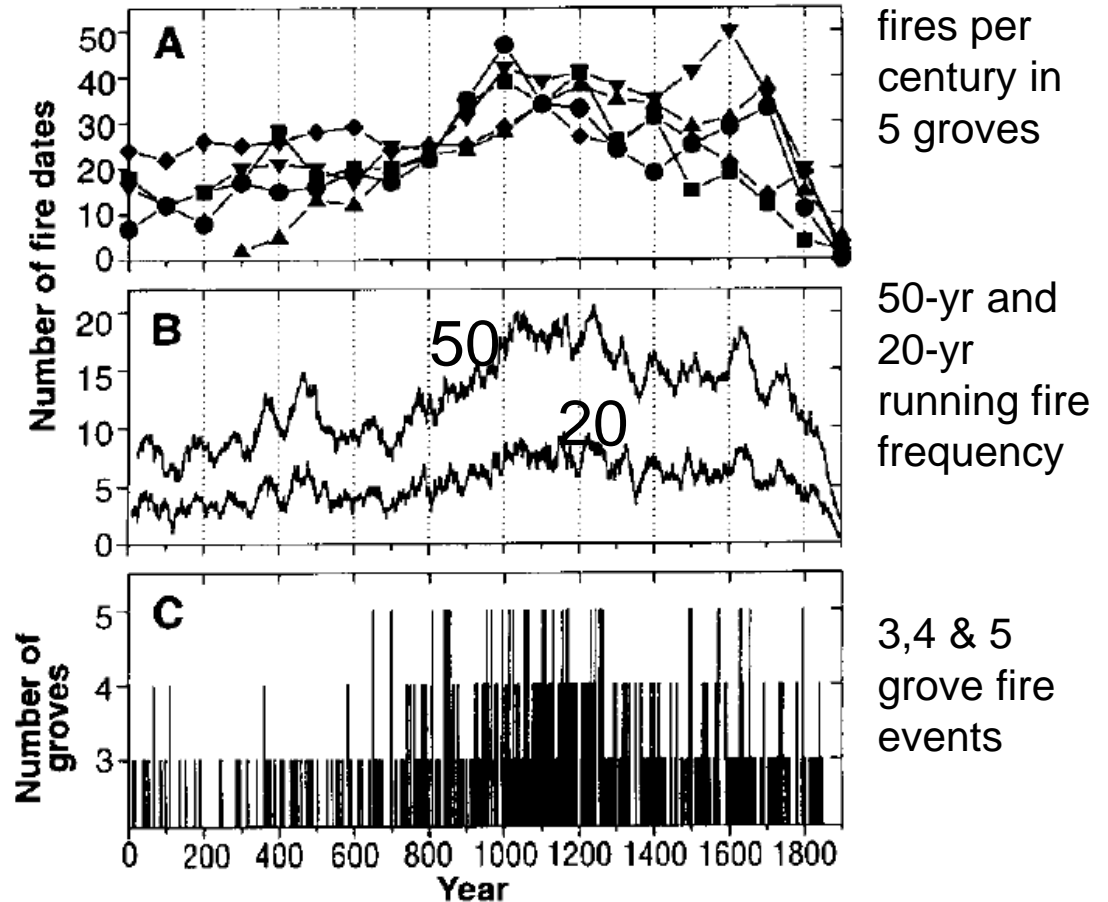 A
50
40
30
20
10
0
Number of fire dates
fires per
century in
5 groves
B
20
15
10
5
0
50
20
50-yr and
20-yr
running fire
frequency
C
5
4
3
Number of
groves
3,4 & 5
grove fire
events
0 200 400 600 800 1000 1200 1400 1600 1800
Year